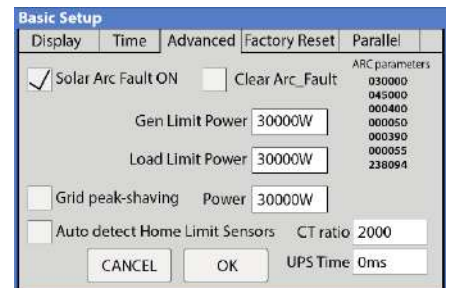 Basic Setup
Display Time Advanced Factory Reset Parallel
ARC parameters
Solar Arc Fault ON Clear Arc_Fault
030000
045000
000400
Gen Limit Power 30000W
000050
000390
000055
Load Limit Power 30000W
238094
Grid peak-shaving Power 30000W
Auto detect Home Limit Sensors CT ratio 2000
CANCEL OK UPS Time 0ms